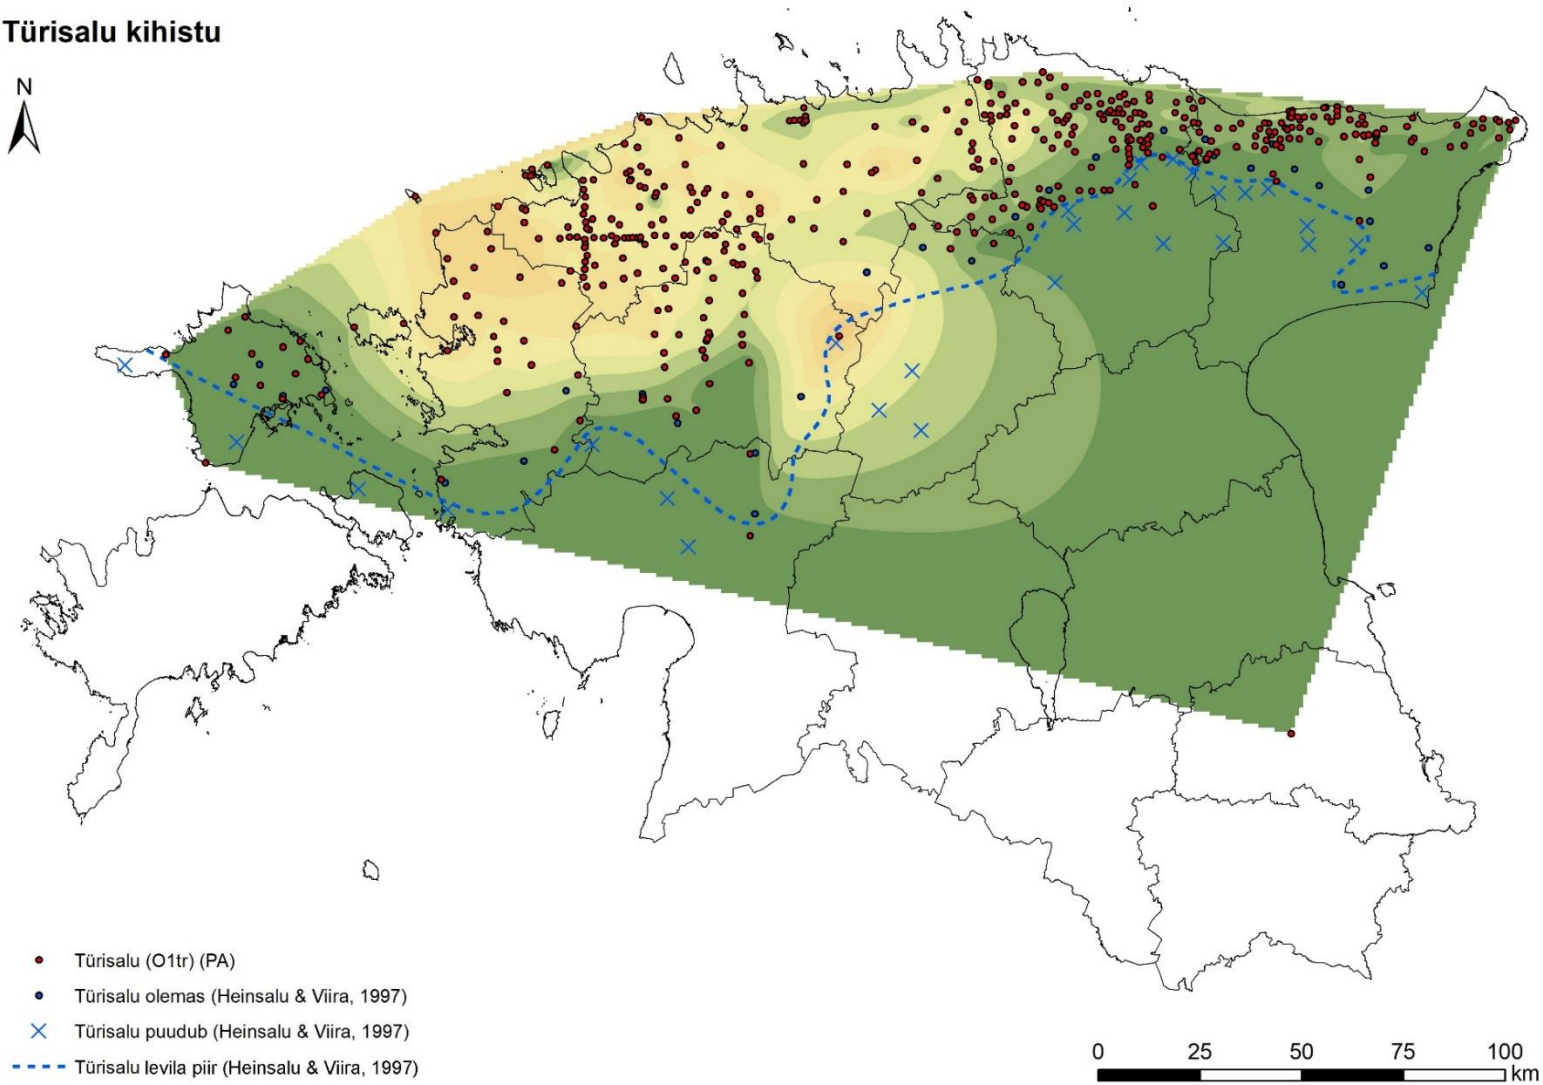 Türisalu kihistu
N
Türisalu (O1tr) (PA)
Türisalu olemas (Heinsalu & Viira, 1997)
Türisalu puudub (Heinsalu & Viira, 1997)
Türisalu levila piir (Heinsalu & Viira, 1997)
0 25 50 75 100
km